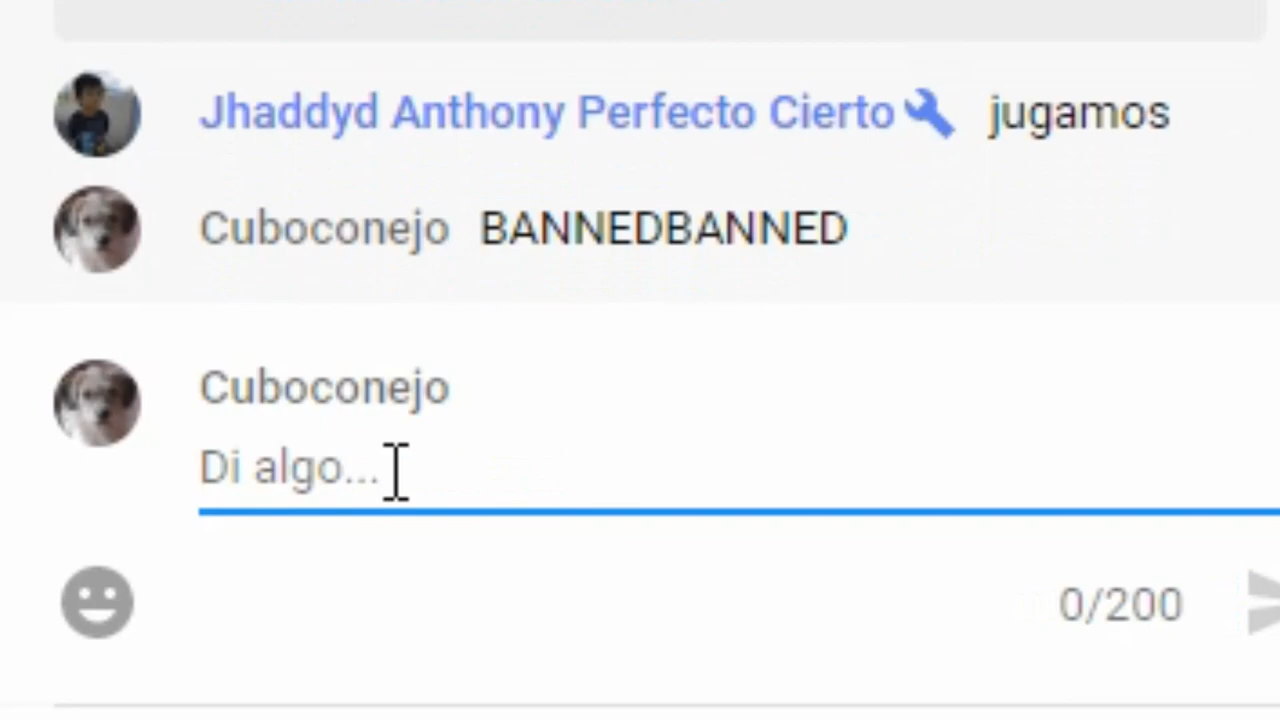 Jhaddyd Anthony Perfecto Cierto jugamos
Cuboconejo BANNEDBANNED
Cuboconejo
Di algo...
0/200